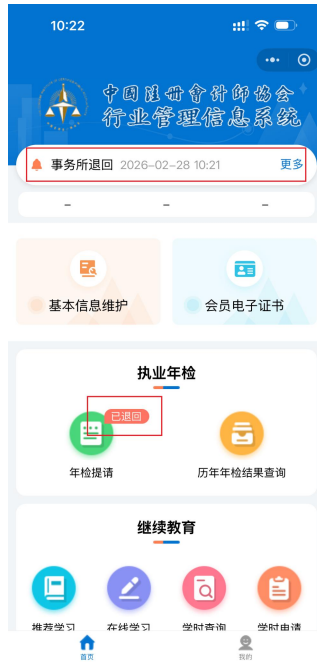 10:22
中国注册会计师协会
行业管理信息系统
事务所退回 2026-02-28 10:21 更多
- - -
基本信息维护 会员电子证书
执业年检
已退回
年检提请 历年年检结果查询
继续教育
推荐学习 在线学习 学时查询 学时申请
首页 我的